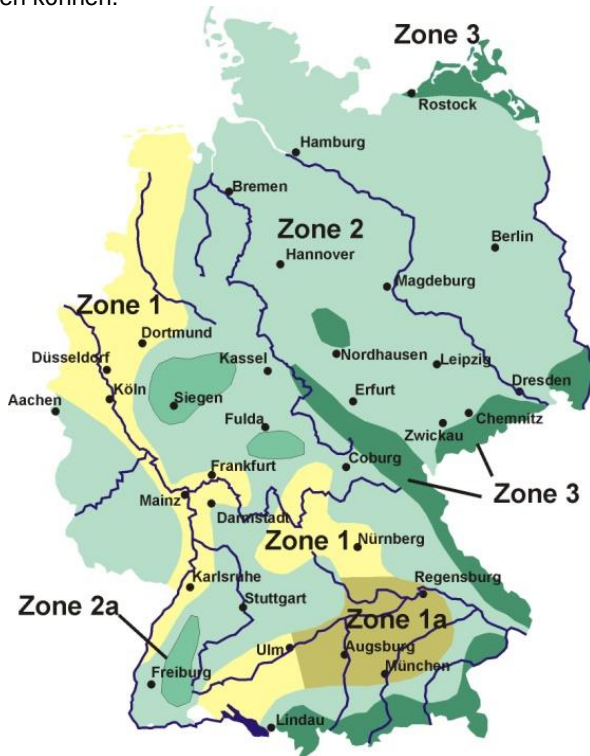 en können.
Zone 3
Rostock
Hamburg
Bremen
Zone 2
Berlin
Hannover
Magdeburg
Zone 1
Dortmund
Düsseldorf
Kassel
Nordhausen
Leipzig
Dresden
Aachen
Köln
Siegen
Erfurt
Chemnitz
Fulda
Zwickau
Coburg
Frankfurt
Zone 3
Mainz
Darmstadt
Zone 1
Nürnberg
Karlsruhe
Regensburg
Zone 2a
Stuttgart
Zone 1a
Ulm
Augsburg
Freiburg
München
Lindau